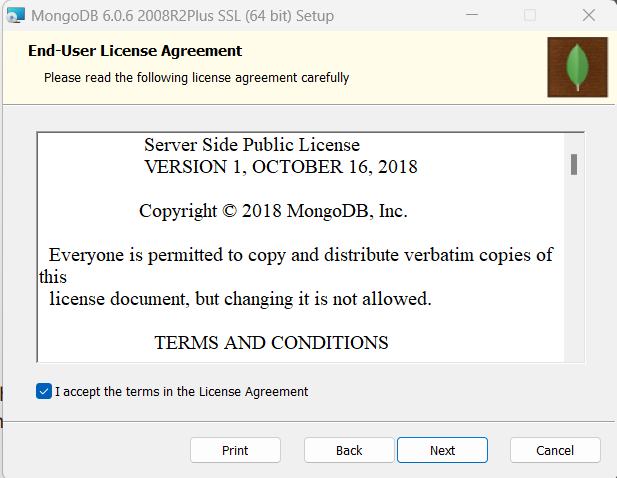 MongoDB 6.0.6 2008R2Plus SSL (64 bit) Setup
End-User License Agreement
Please read the following license agreement carefully
Server Side Public License
VERSION 1, OCTOBER 16, 2018
Copyright © 2018 MongoDB, Inc.
Everyone is permitted to copy and distribute verbatim copies of
this
license document, but changing it is not allowed.
TERMS AND CONDITIONS
I accept the terms in the License Agreement
Print
Back
Next
Cancel